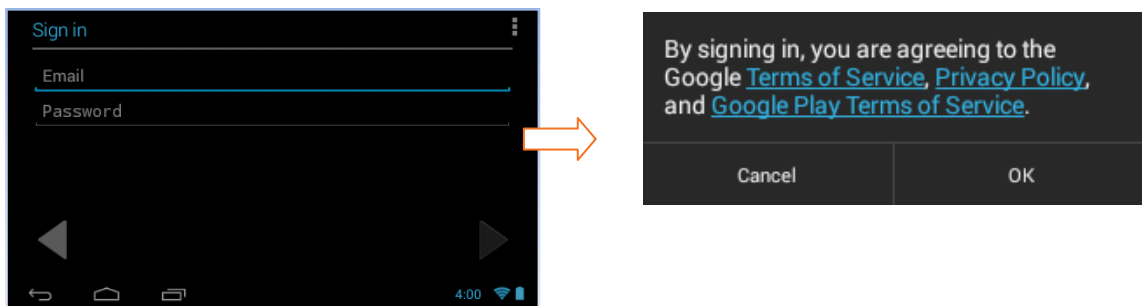 Sign in
Email
Password
4:00
By signing in, you are agreeing to the
Google Terms of Service, Privacy Policy,
and Google Play Terms of Service.
Cancel
OK